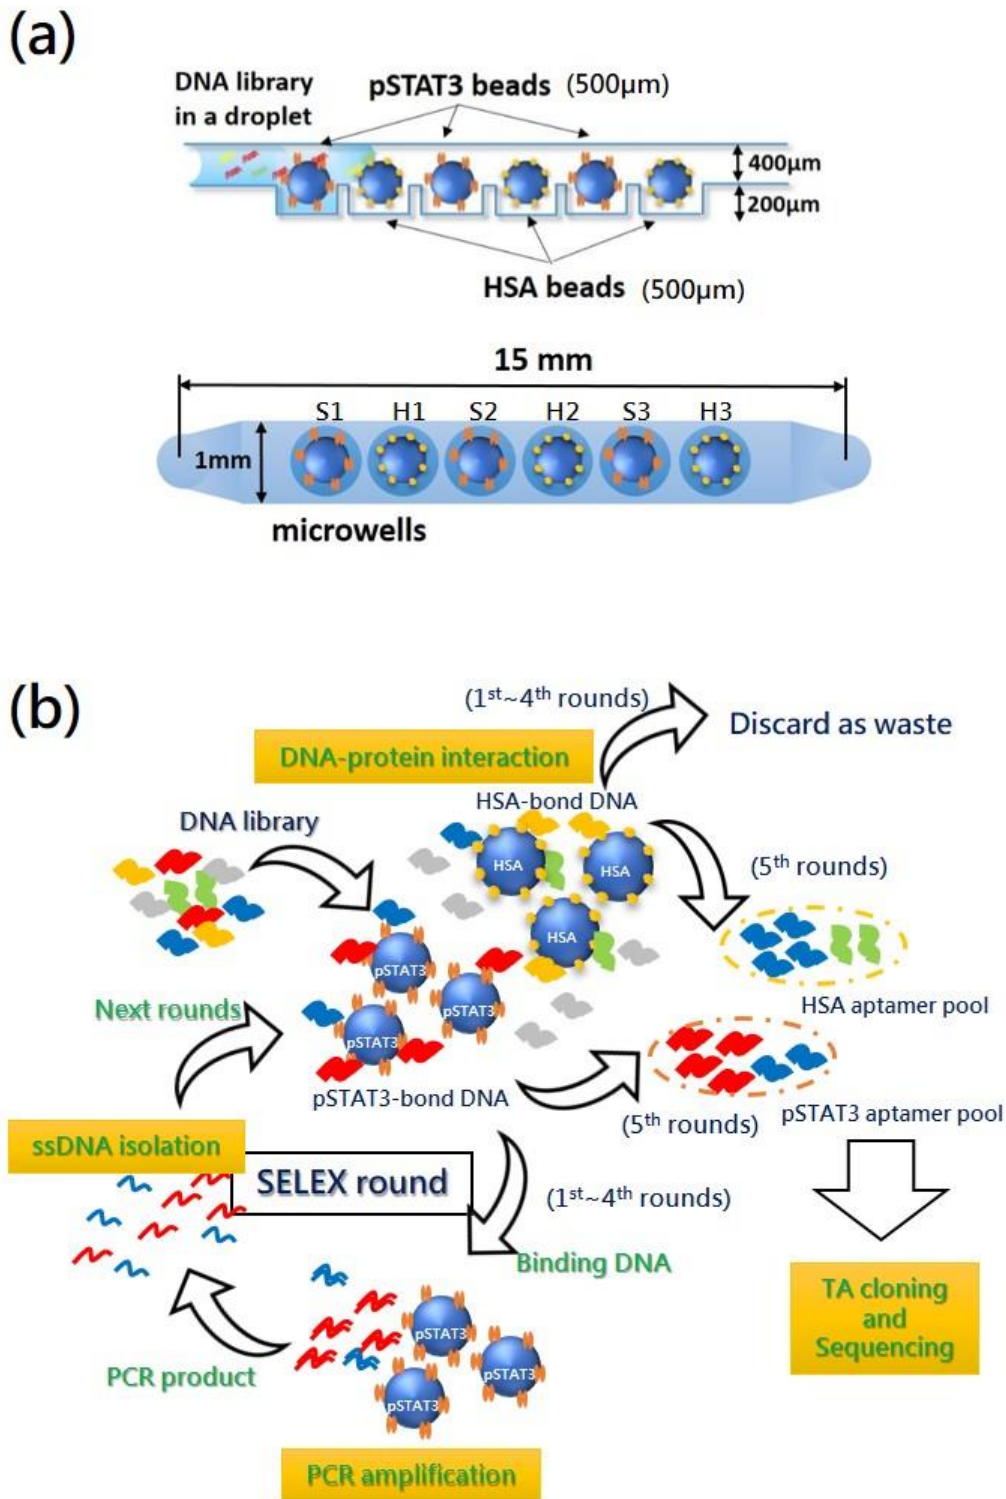 (a)
DNA library
in a droplet
pSTAT3 beads (500μm)
400μm
200μm
HSA beads (500μm)
15 mm
S1 H1 S2 H2 S3 H3
1mm
microwells
(b)
(1st~4th rounds)
Discard as waste
DNA-protein interaction
HSA-bond DNA
DNA library
HSA
HSA
(5th rounds)
HSA
pSTAT3
Next rounds
pSTAT3
HSA aptamer pool
pSTAT3
pSTAT3-bond DNA
(5th rounds)
pSTAT3 aptamer pool
ssDNA isolation
SELEX round
(1st~4th rounds)
Binding DNA
TA cloning
and
Sequencing
pSTAT3
pSTAT3
PCR product
pSTAT3
PCR amplification